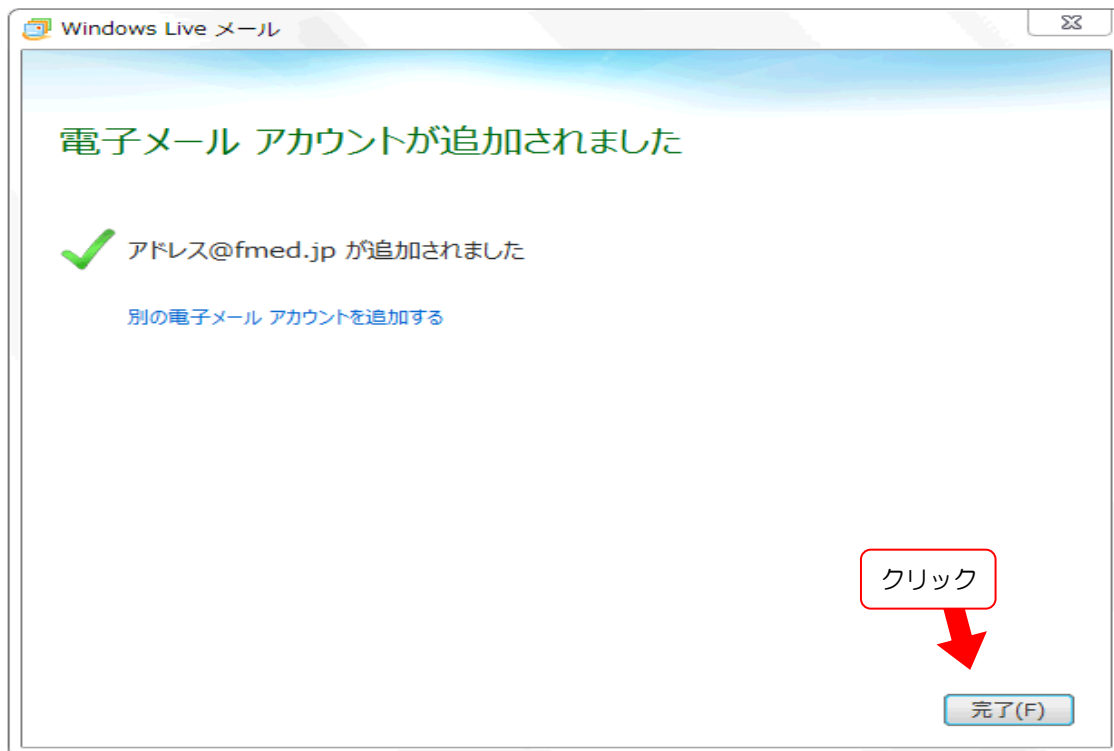 Windows Live メール
電子メール アカウントが追加されました
アドレス@fmed.jp が追加されました
別の電子メール アカウントを追加する
クリック
完了(F)